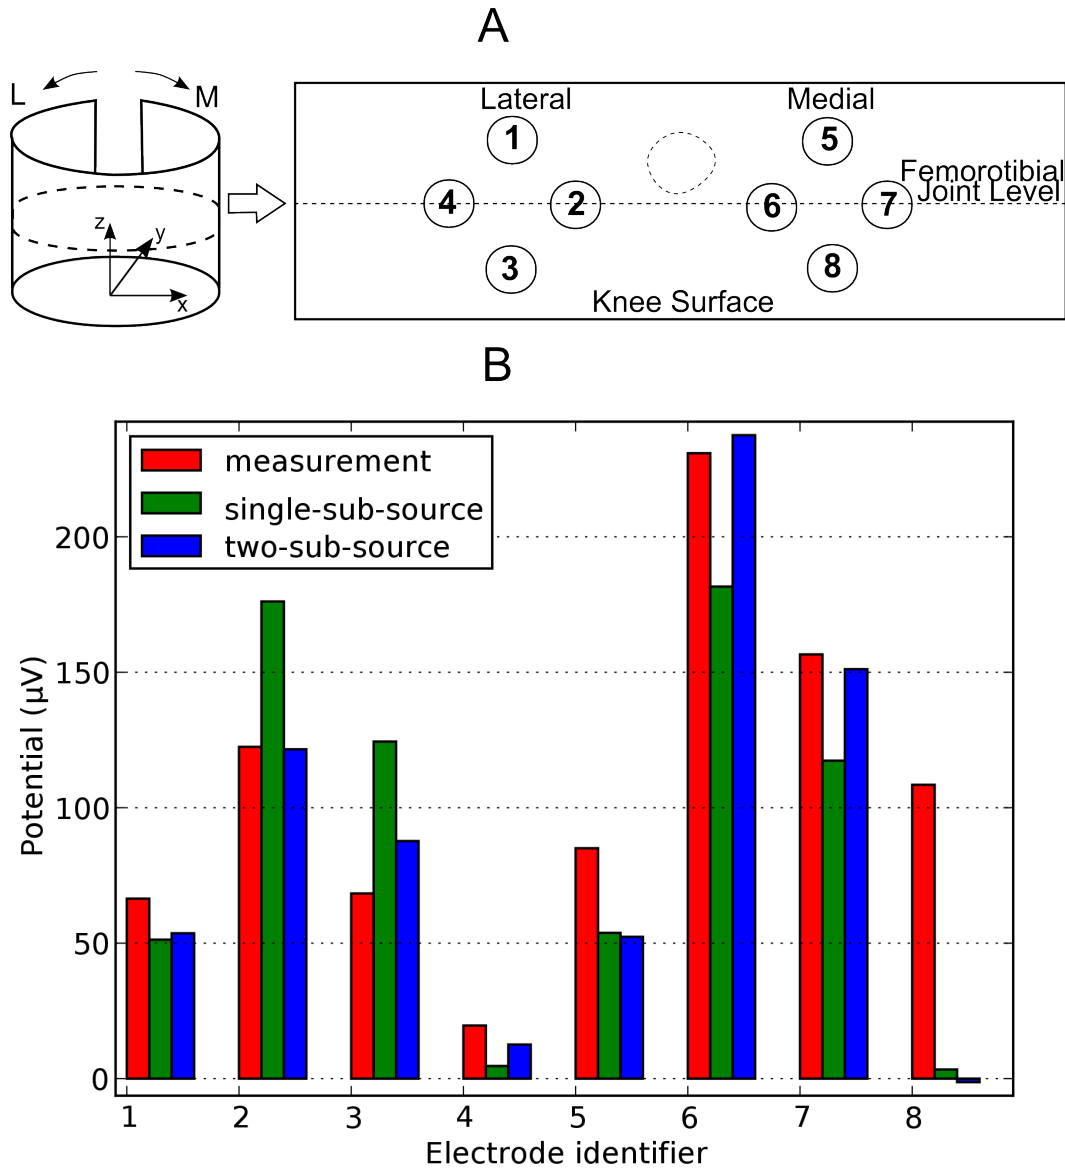 A
L
M
z
y
x
Lateral
Medial
1
5
Femorotibial
Joint Level
4
2
6
7
3
8
Knee Surface
B
measurement
single-sub-source
two-sub-source
200
150
100
50
0
Potential (µV)
1 2 3 4 5 6 7 8
Electrode identifier